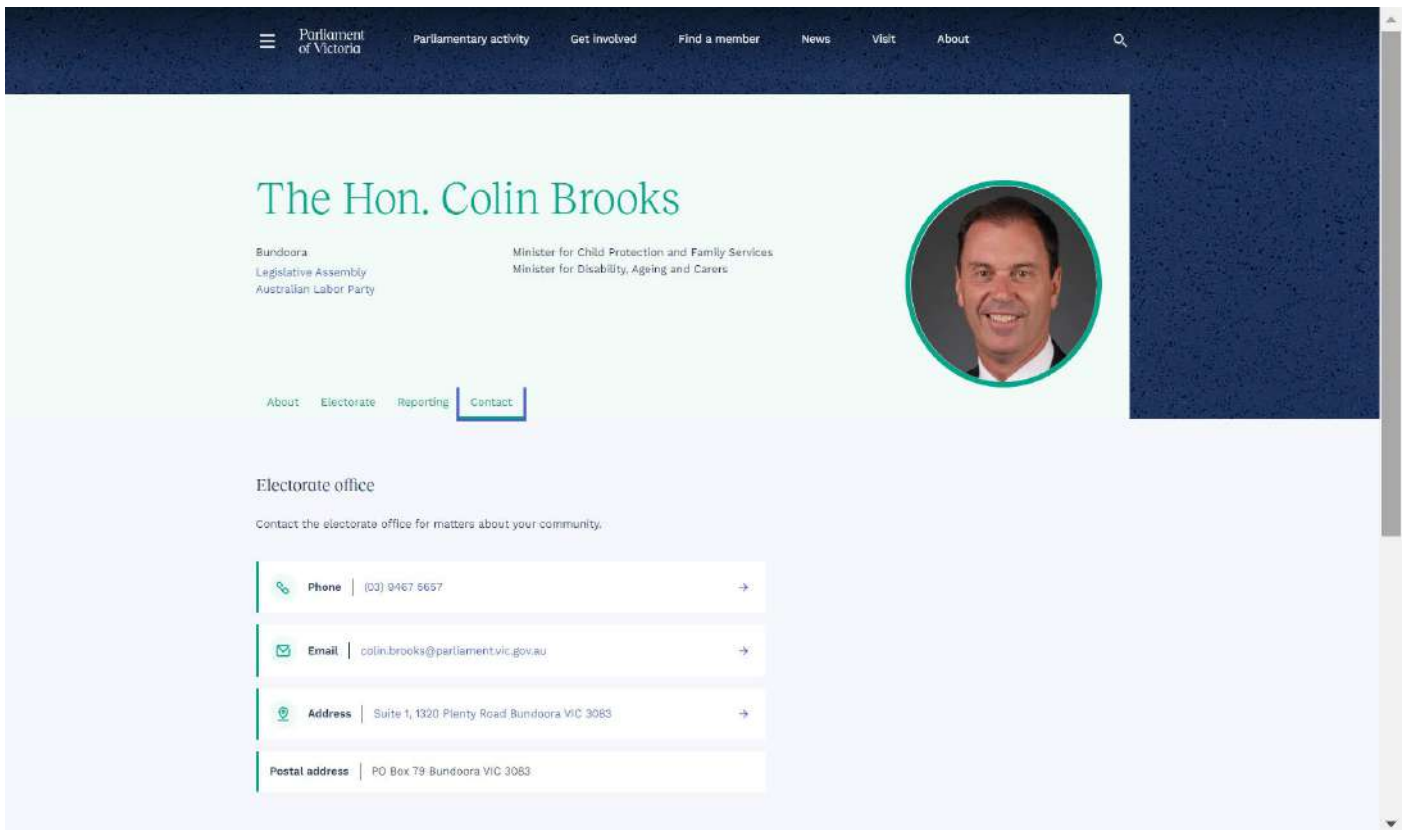 Parliament
of Victoria
Parliamentary activity Get involved Find a member News Visit About
The Hon. Colin Brooks
Bundoora
Legislative Assembly
Australian Labor Party
Minister for Child Protection and Family Services
Minister for Disability, Ageing and Carers
About Electorate Reporting Contact
Electorate office
Contact the electorate office for matters about your community.
Phone (03) 9467 5657
Email colin.brooks@parliament.vic.gov.au
Address Suite 1, 1320 Plenty Road Bundoora VIC 3083
Postal address PO Box 79 Bundoora VIC 3083